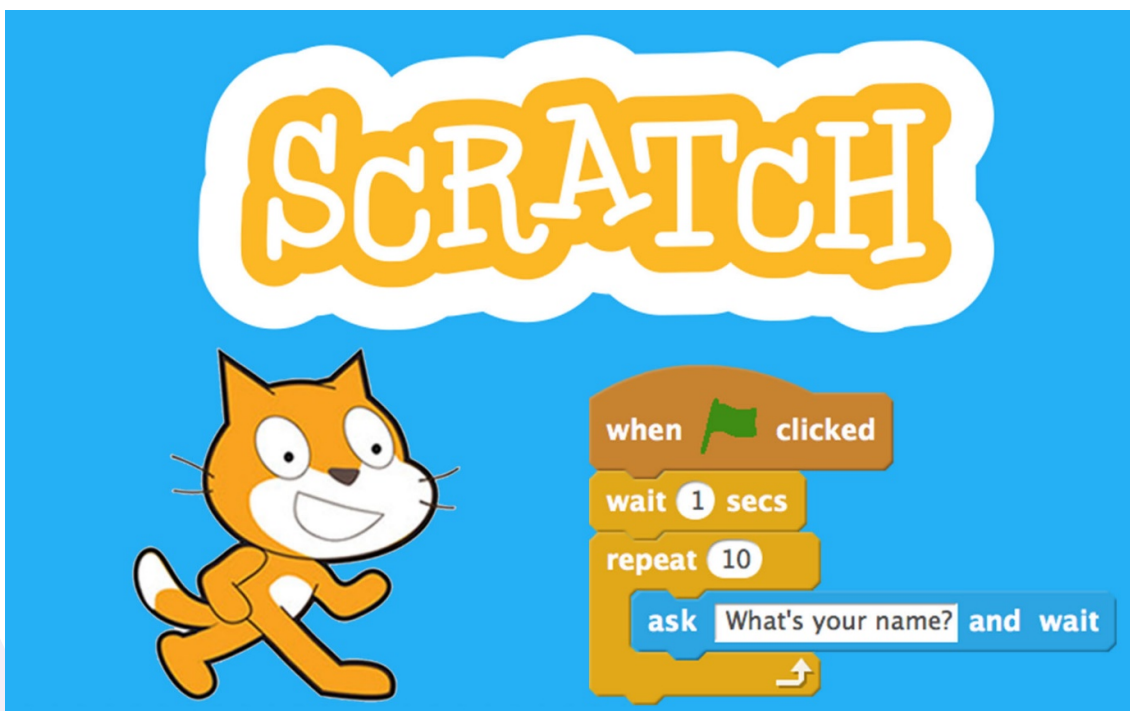 SCRATCH
when clicked
wait 1 secs
repeat 10
ask What's your name? and wait